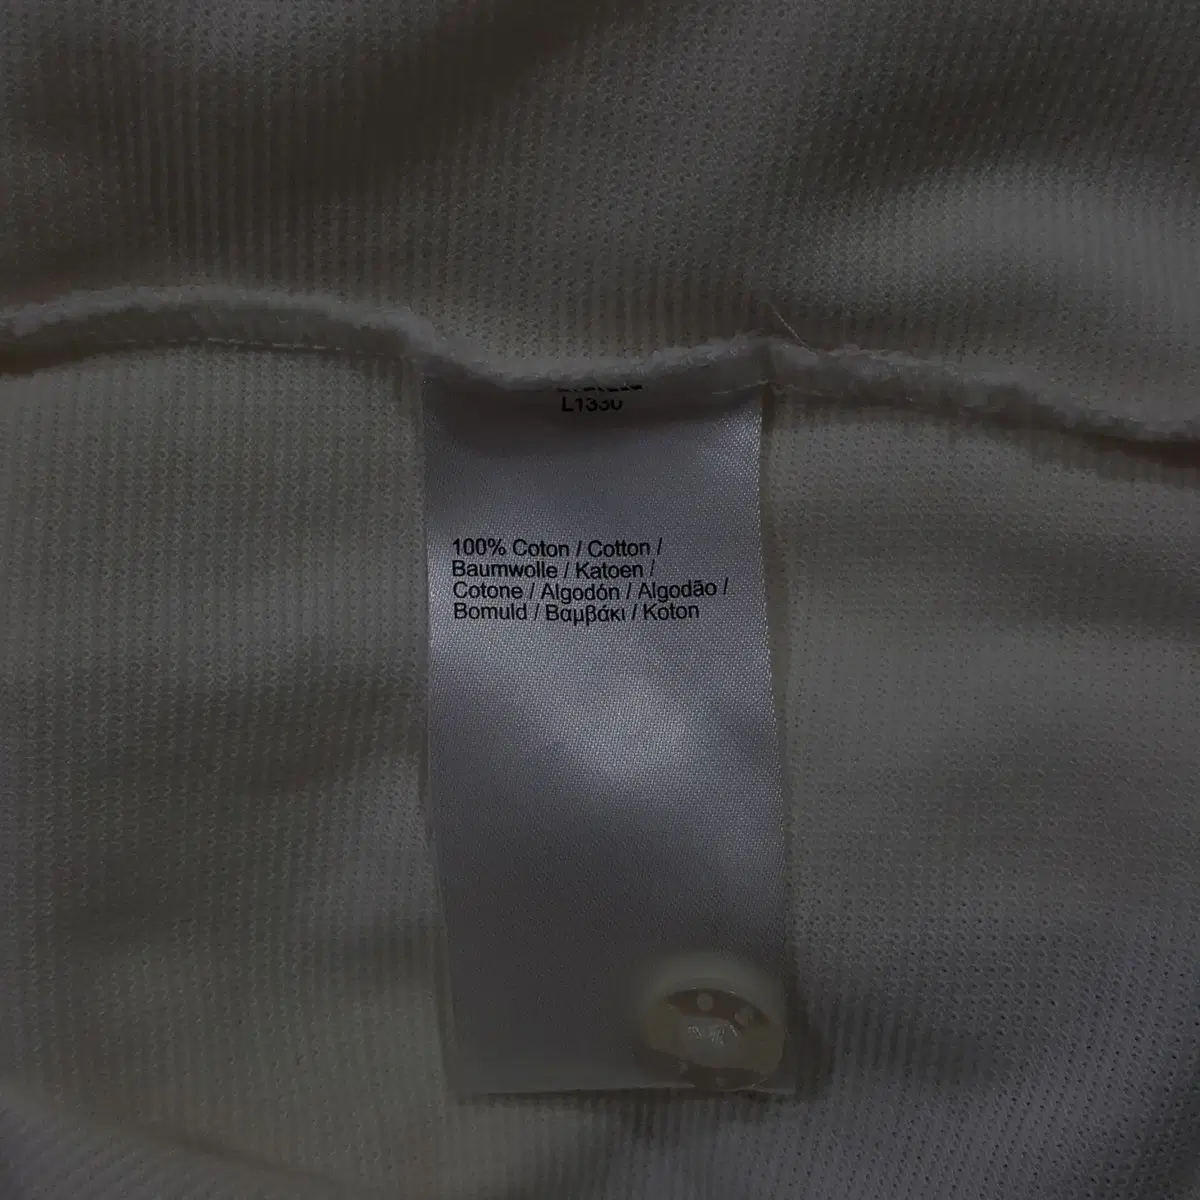 L1330
100% Coton / Cotton /
Baumwolle / Katoen /
Cotone / Algodón / Algodão /
Bomuld / Βαμβάκι / Koton